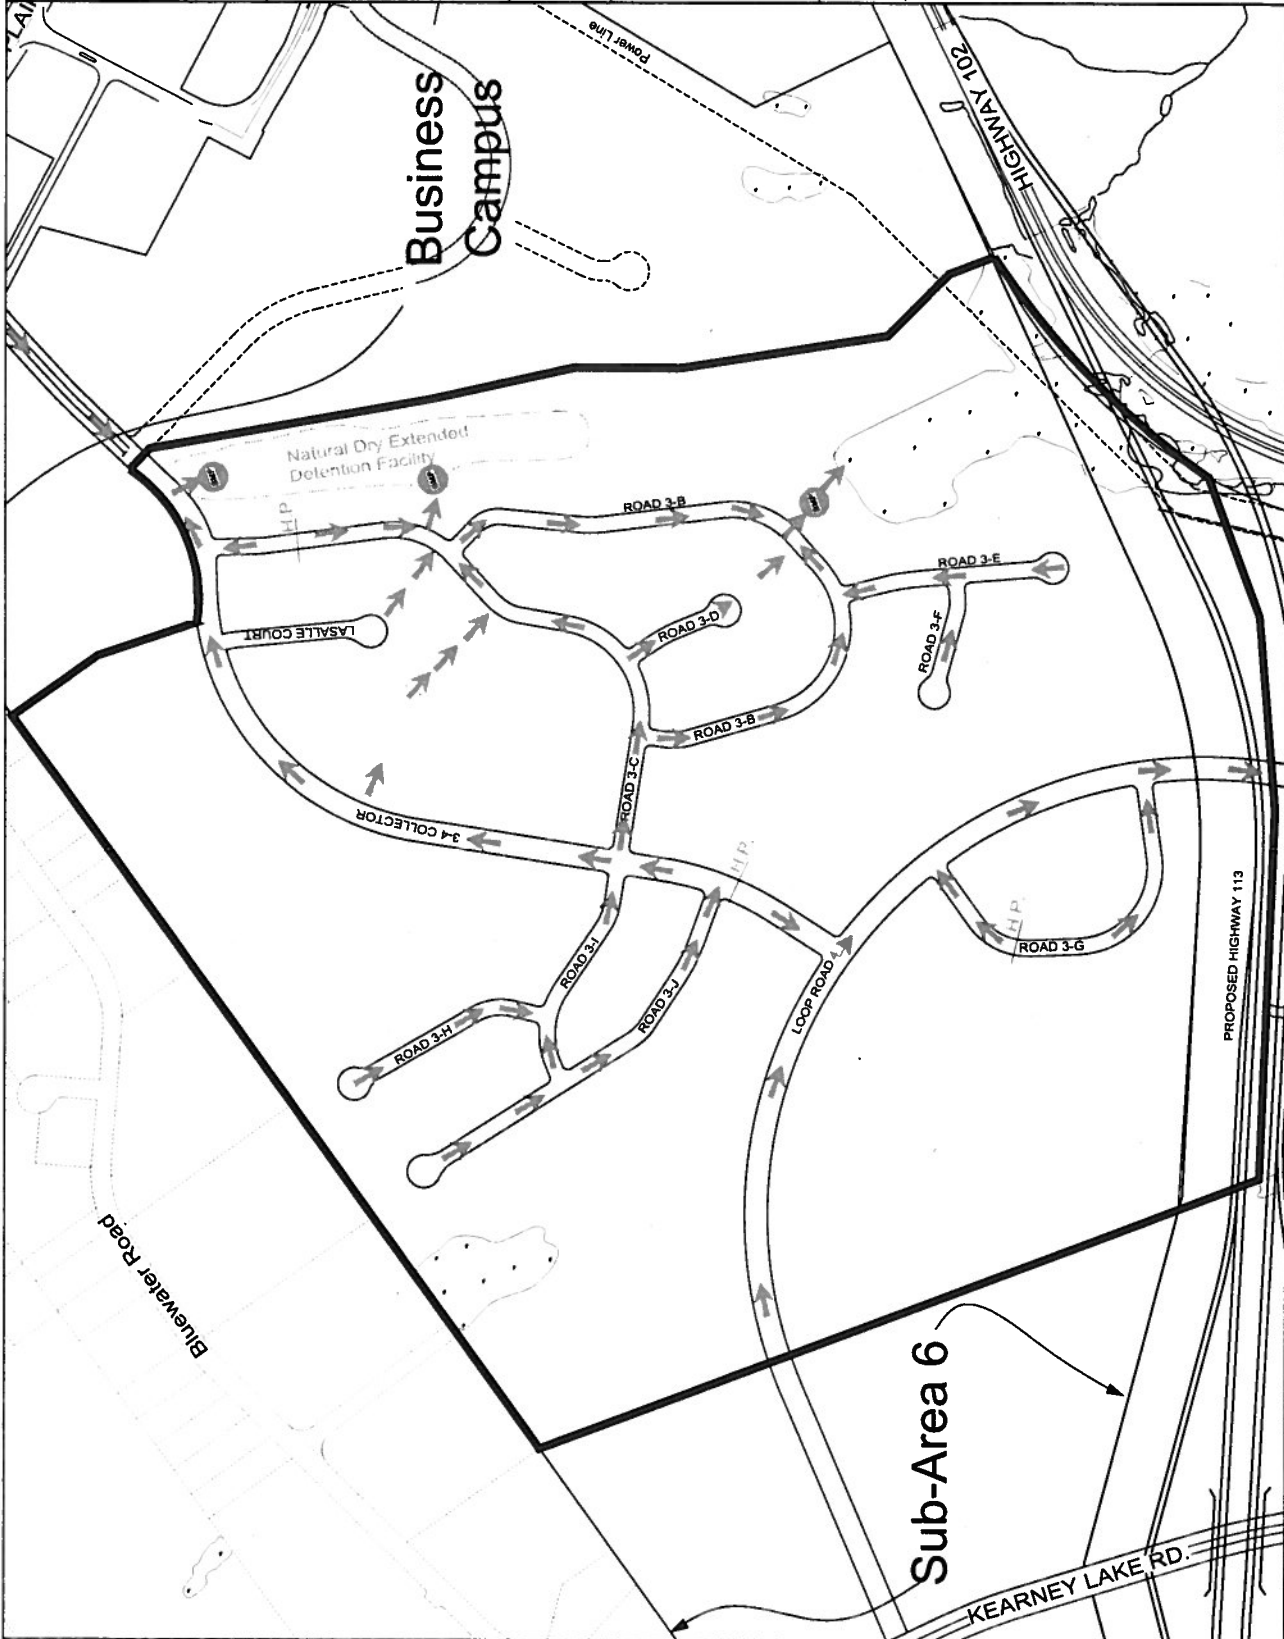 Power Line
HIGHWAY 102
Business
Campus
Natural Dry Extended
Detention Facility
H.P.
ROAD 3-B
ROAD 3-E
LASALLE COURT
ROAD 3-D
ROAD 3-F
ROAD 3-B
ROAD 3-C
3-4 COLLECTOR
H.P.
H.P.
PROPOSED HIGHWAY 113
ROAD 3-G
ROAD 3-I
LOOP ROAD
ROAD 3-J
ROAD 3-H
Bluewater Road
Sub-Area 6
KEARNEY LAKE RD.